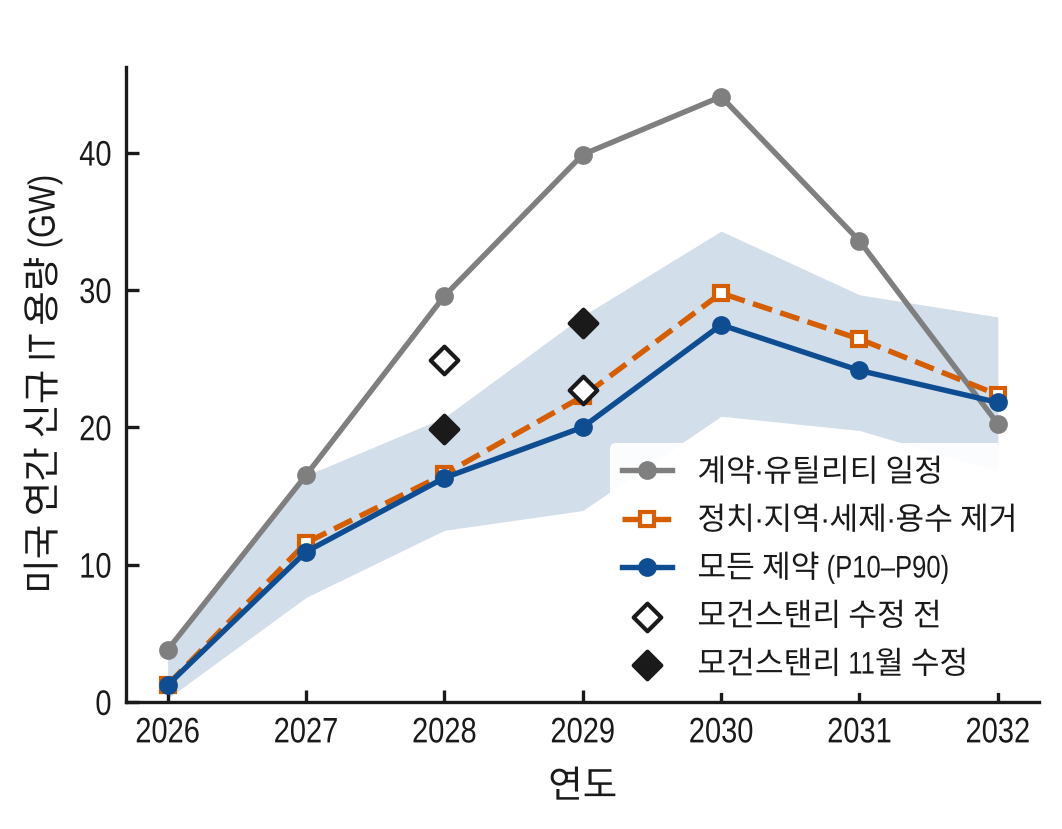 미국 연간 신규 IT 용량 (GW)
40
30
20
10
0
2026 2027 2028 2029 2030 2031 2032
연도
계약·유틸리티 일정
정치·지역·세제·용수 제거
모든 제약 (P10–P90)
모건스탠리 수정 전
모건스탠리 11월 수정